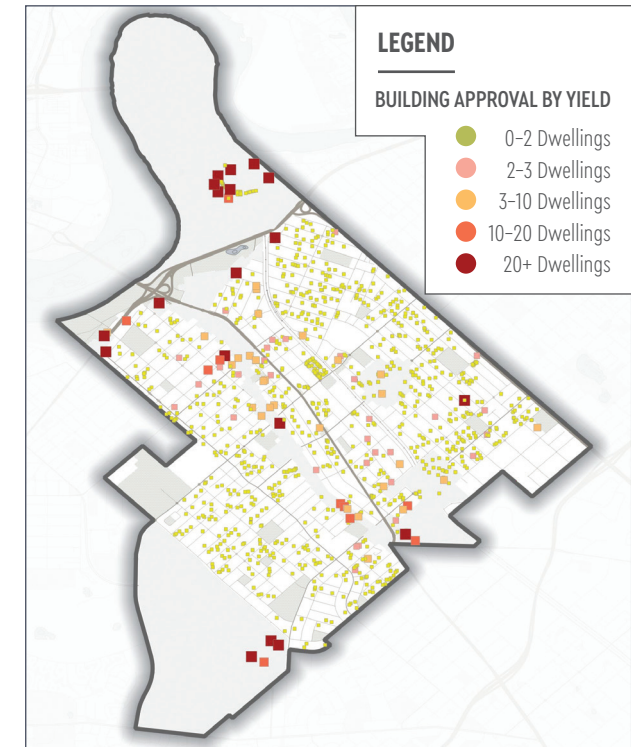 LEGEND
BUILDING APPROVAL BY YIELD
0–2 Dwellings
2–3 Dwellings
3–10 Dwellings
10–20 Dwellings
20+ Dwellings